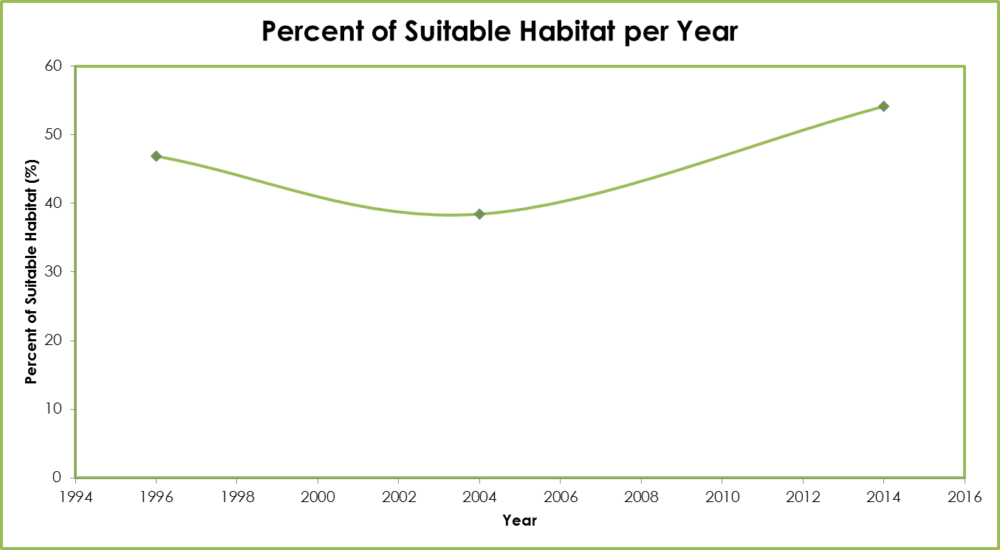 Percent of Suitable Habitat per Year
Percent of Suitable Habitat (%)
60
50
40
30
20
10
0
1994 1996 1998 2000 2002 2004 2006 2008 2010 2012 2014 2016
Year